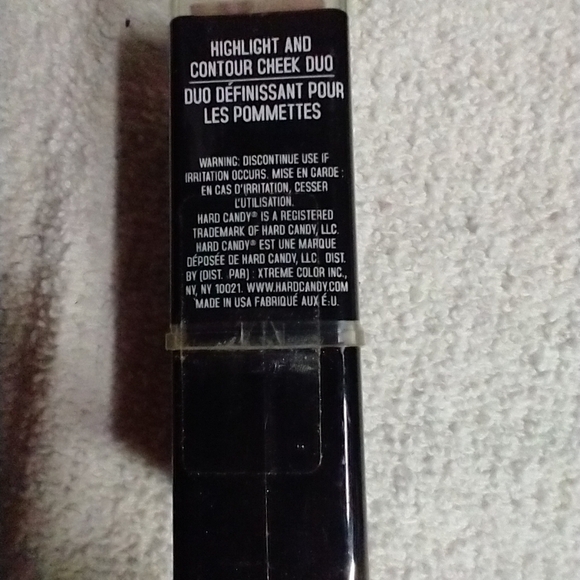 HIGHLIGHT AND
CONTOUR CHEEK DUO
DUO DÉFINISSANT POUR
LES POMMETTES
WARNING: DISCONTINUE USE IF
IRRITATION OCCURS. MISE EN GARDE :
EN CAS D'IRRITATION, CESSER
L'UTILISATION.
HARD CANDY® IS A REGISTERED
TRADEMARK OF HARD CANDY, LLC.
HARD CANDY® EST UNE MARQUE
DÉPOSÉE DE HARD CANDY, LLC. DIST.
BY (DIST. PAR) : XTREME COLOR INC.,
NY, NY 10021. WWW.HARDCANDY.COM
MADE IN USA FABRIQUÉ AUX É.U.